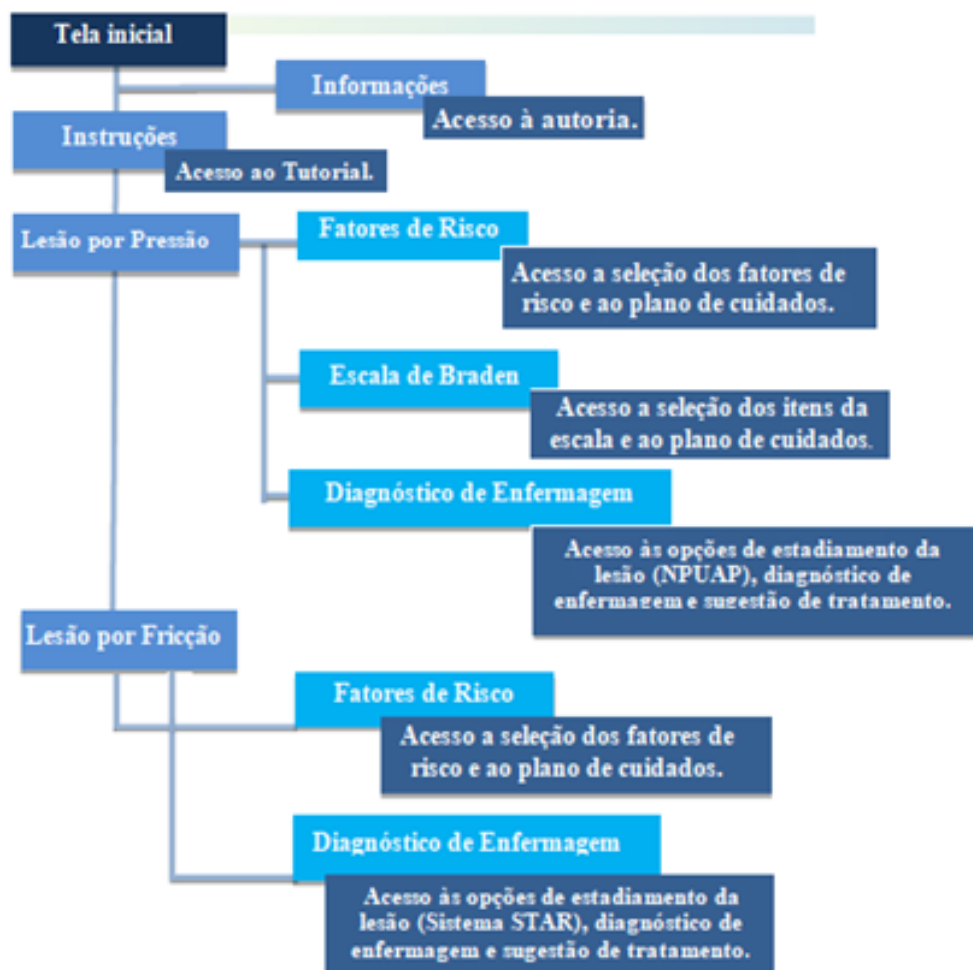 Tela inicial
Informações
Acesso à autoria.
Instruções
Acesso ao Tutorial.
Lesão por Pressão
Fatores de Risco
Acesso a seleção dos fatores de
risco e ao plano de cuidados.
Escala de Braden
Acesso a seleção dos itens da
escala e ao plano de cuidados.
Diagnóstico de Enfermagem
Acesso às opções de estadiamento da
lesão (NPUAP), diagnóstico de
enfermagem e sugestão de tratamento.
Lesão por Fricção
Fatores de Risco
Acesso a seleção dos fatores de
risco e ao plano de cuidados.
Diagnóstico de Enfermagem
Acesso às opções de estadiamento da
lesão (Sistema STAR), diagnóstico de
enfermagem e sugestão de tratamento.